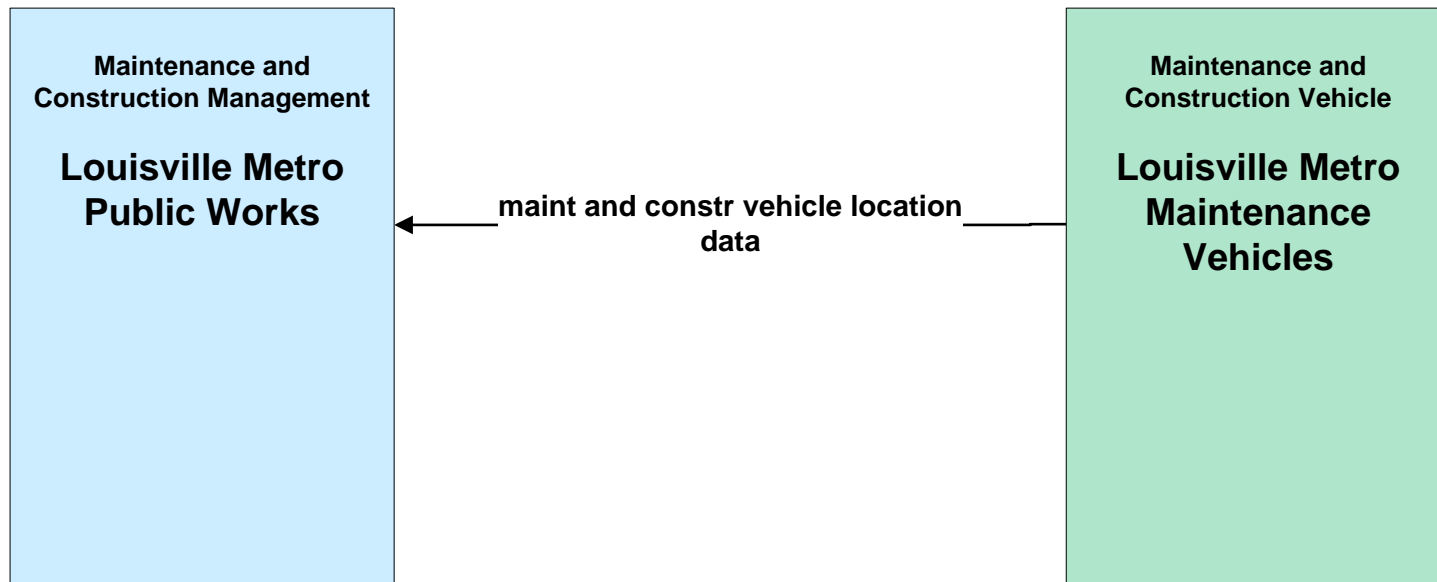 Maintenance and
Construction Management
Louisville Metro
Public Works
maint and constr vehicle location
data
Maintenance and
Construction Vehicle
Louisville Metro
Maintenance
Vehicles